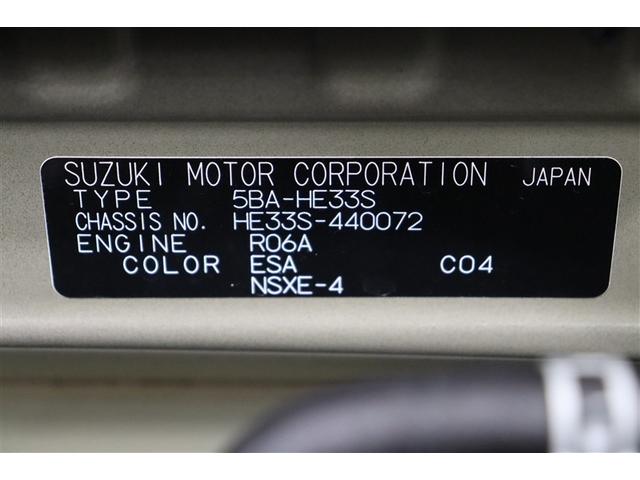 SUZUKI MOTOR CORPORATION JAPAN
TYPE 5BA-HE33S
CHASSIS NO. HE33S-440072
ENGINE R06A
COLOR ESA C04
NSXE-4